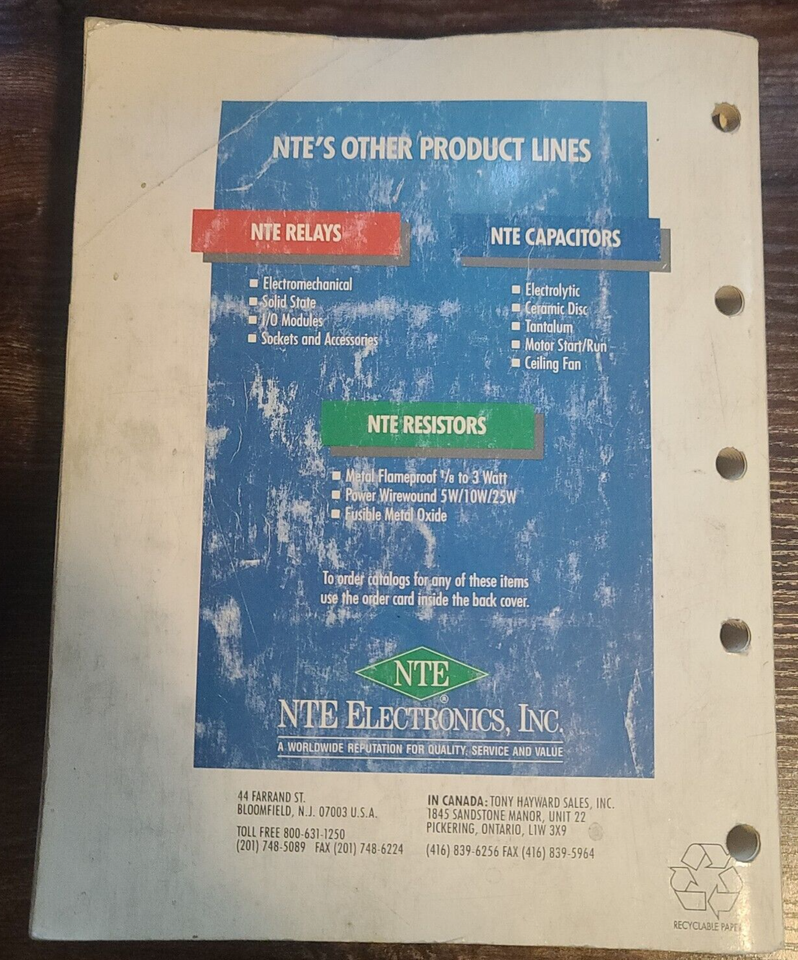 NTE'S OTHER PRODUCT LINES
NTE RELAYS
■ Electromechanical
■ Solid State
■ I/O Modules
■ Sockets and Accessories
NTE CAPACITORS
■ Electrolytic
■ Ceramic Disc
■ Tantalum
■ Motor Start/Run
■ Ceiling Fan
NTE RESISTORS
■ Metal Flameproof 1/8 to 3 Watt
■ Power Wirewound 5W/10W/25W
■ Fusible Metal Oxide
To order catalogs for any of these items
use the order card inside the back cover.
NTE
®
NTE ELECTRONICS, INC.
A WORLDWIDE REPUTATION FOR QUALITY, SERVICE AND VALUE
44 FARRAND ST.
BLOOMFIELD, N.J. 07003 U.S.A.
TOLL FREE 800-631-1250
(201) 748-5089 FAX (201) 748-6224
IN CANADA: TONY HAYWARD SALES, INC.
1845 SANDSTONE MANOR, UNIT 22
PICKERING, ONTARIO, L1W 3X9
(416) 839-6256 FAX (416) 839-5964
RECYCLABLE PAPER